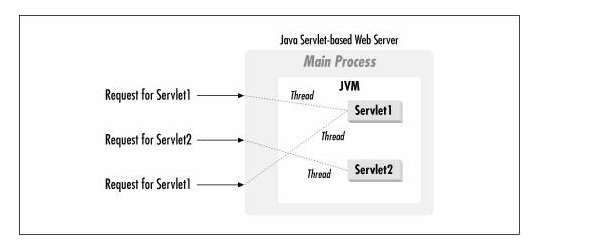 Java Servlet-based Web Server
Main Process
JVM
Request for Servlet1
Thread
Servlet1
Request for Servlet2
Thread
Request for Servlet1
Thread
Servlet2